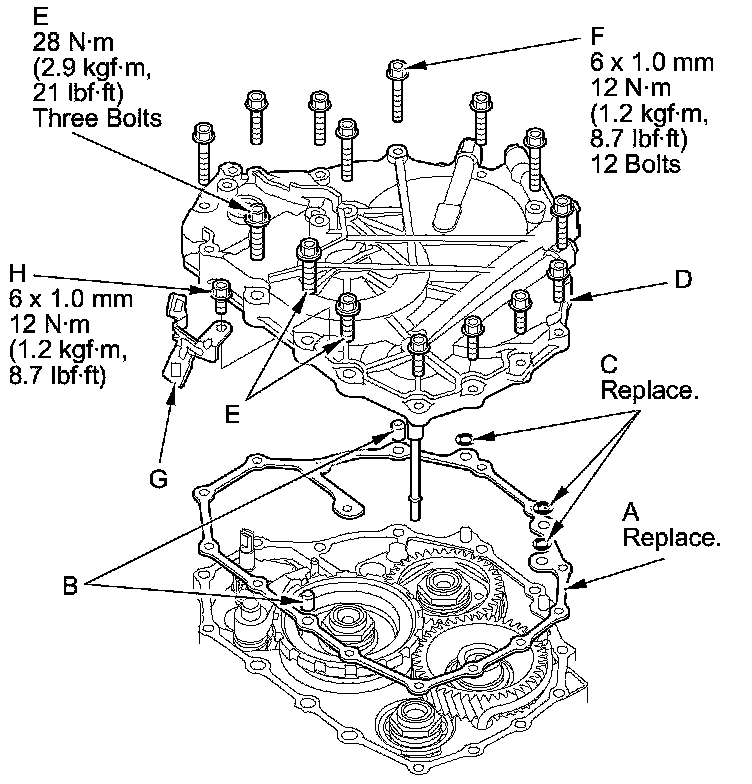 E
28 N·m
(2.9 kgf·m,
21 lbf·ft)
Three Bolts
F
6 x 1.0 mm
12 N·m
(1.2 kgf·m,
8.7 lbf·ft)
12 Bolts
H
6 x 1.0 mm
12 N·m
(1.2 kgf·m,
8.7 lbf·ft)
D
C
Replace.
E
G
A
Replace.
B